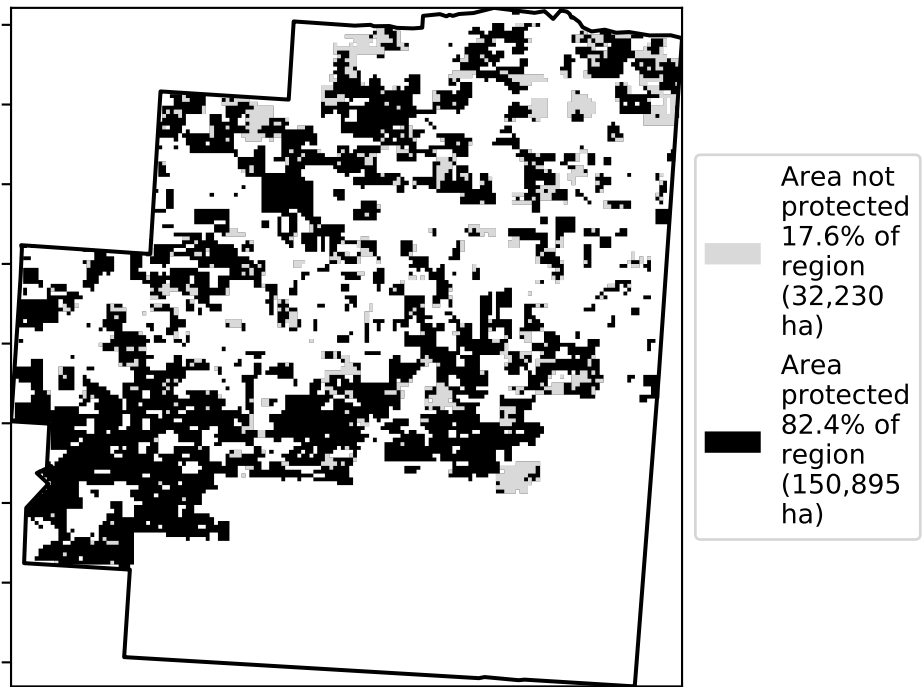 Area not
protected
17.6% of
region
(32,230
ha)
Area
protected
82.4% of
region
(150,895
ha)